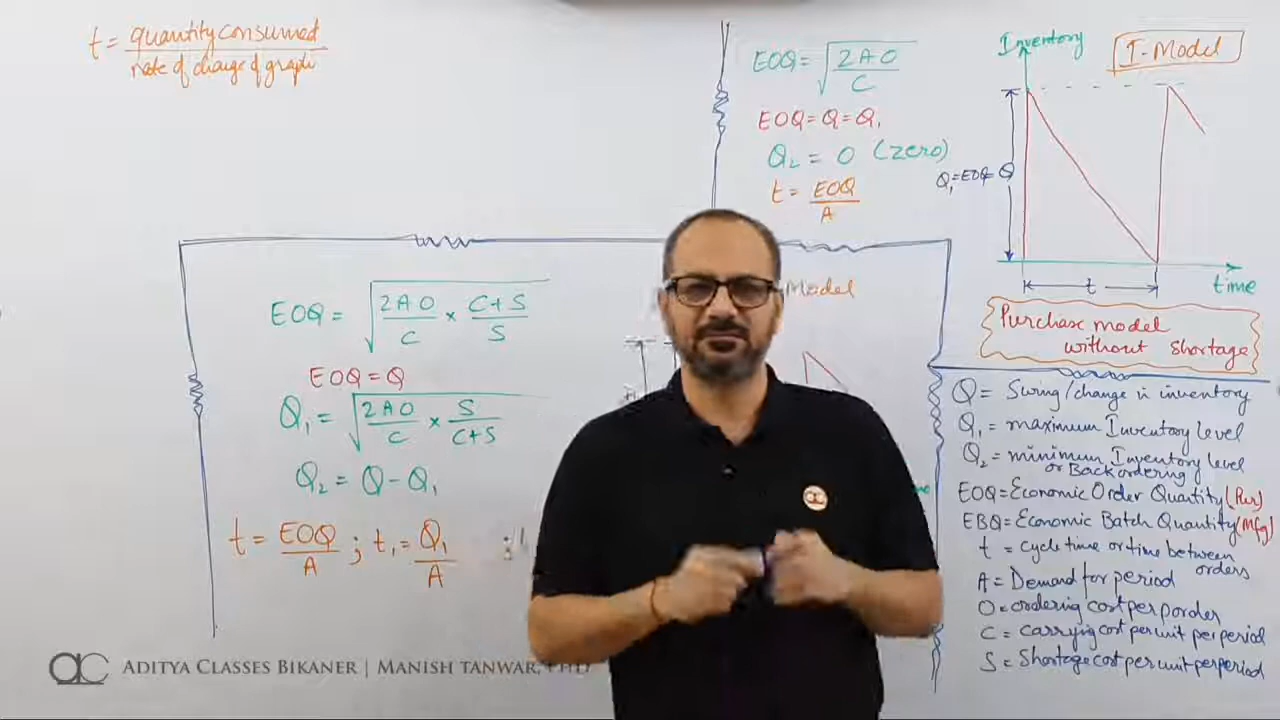 t = quantity consumed / rate of change of graph
EOQ = √(2AO / C)
EOQ = Q = Q₁
Q₂ = 0 (zero)
t = EOQ / A
Inventory
I-Model
Q₁=EOQ=Q
t
time
Purchase model
without shortage
Model
EOQ = √(2AO / C × C+S / S)
EOQ = Q
Q₁ = √(2AO / C × S / C+S)
Q₂ = Q - Q₁
t = EOQ / A ; t₁ = Q₁ / A ;
Q = Swing/change in inventory
Q₁ = maximum Inventory level
Q₂ = minimum Inventory level
or Back ordering
EOQ = Economic Order Quantity (Pur)
EBQ = Economic Batch Quantity (Mfg)
t = cycle time or time between
orders
A = Demand for period
O = ordering cost per porder
C = carrying cost per unit per period
S = Shortage cost per unit per period
ac
ADITYA CLASSES BIKANER | MANISH TANWAR, PHD